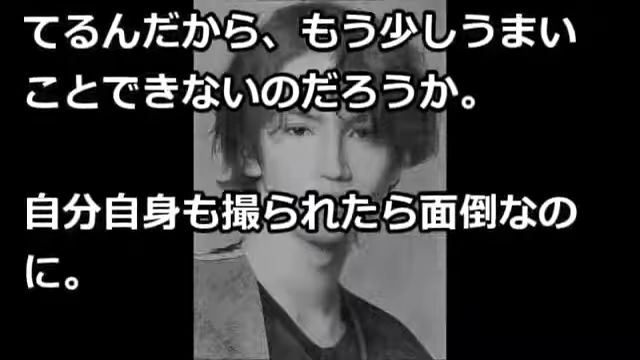 てるんだから、もう少しうまい
ことできないのだろうか。
自分自身も撮られたら面倒なの
に。